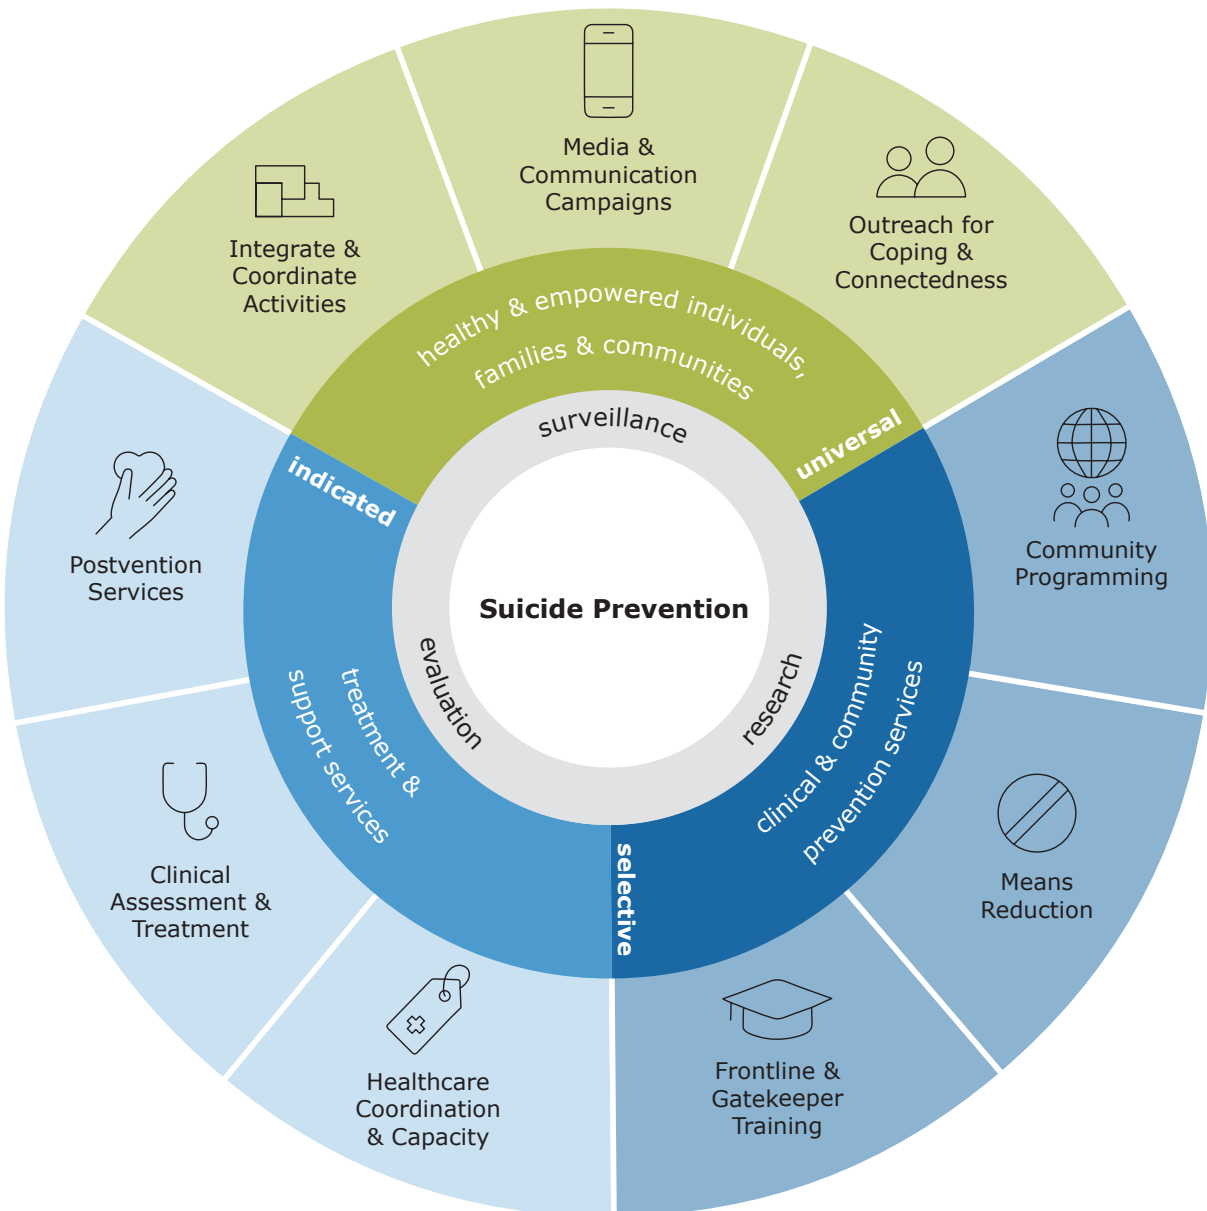 Media &
Communication
Campaigns
Outreach for
Coping &
Connectedness
Community
Programming
Means
Reduction
Frontline &
Gatekeeper
Training
Healthcare
Coordination
& Capacity
Clinical
Assessment &
Treatment
Postvention
Services
Integrate &
Coordinate
Activities
healthy & empowered individuals,
families & communities
universal
clinical & community
prevention services
selective
treatment &
support services
indicated
surveillance
research
evaluation
Suicide Prevention